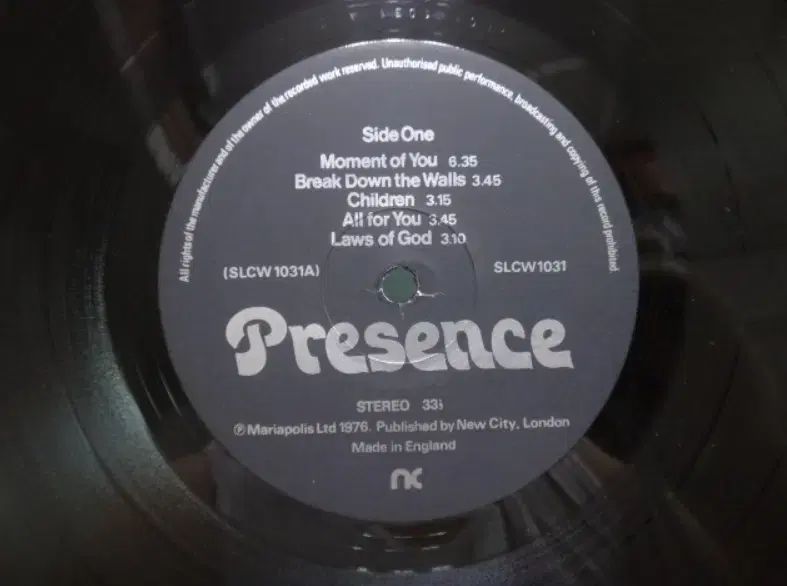 All rights of the manufacturer and of the owner of the recorded work reserved. Unauthorised public performance, broadcasting and copying of this record prohibited.
Side One
Moment of You 6.35
Break Down the Walls 3.45
Children 3.15
All for You 3.45
Laws of God 3.10
(SLCW 1031A) SLCW1031
Presence
STEREO 33⅓
℗ Mariapolis Ltd 1976. Published by New City, London
Made in England
nc